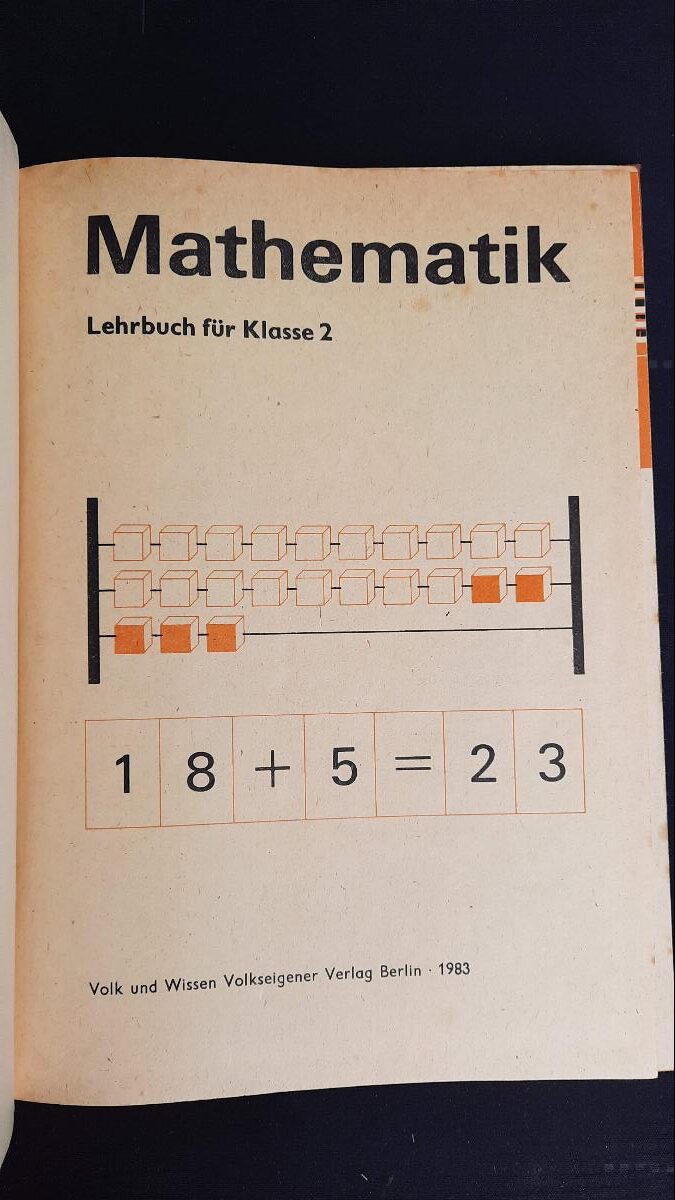 Mathematik
Lehrbuch für Klasse 2
18+5=23
Volk und Wissen Volkseigener Verlag Berlin · 1983